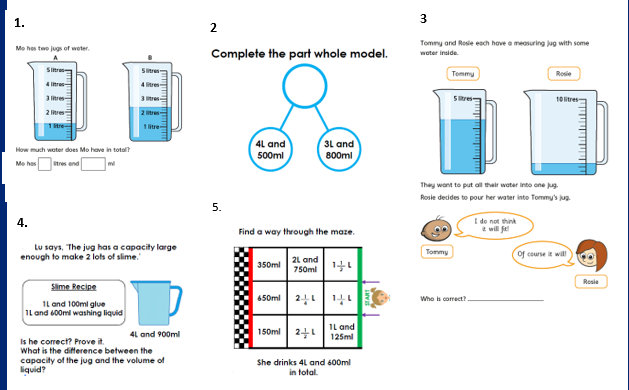 1.
Mo has two jugs of water.
A
B
5 litres
4 litres
3 litres
2 litres
1 litre
5 litres
4 litres
3 litres
2 litres
1 litre
How much water does Mo have in total?
Mo has litres and ml
2
Complete the part whole model.
4L and
500ml
3L and
800ml
3
Tommy and Rosie each have a measuring jug with some
water inside.
Tommy
Rosie
5 litres
10 litres
They want to put all their water into one jug.
Rosie decides to pour her water into Tommy's jug.
I do not think
it will fit!
Tommy
Of course it will!
Rosie
Who is correct?
4.
Lu says, 'The jug has a capacity large
enough to make 2 lots of slime.'
Slime Recipe
1L and 100ml glue
1L and 600ml washing liquid
4L and 900ml
Is he correct? Prove it.
What is the difference between the
capacity of the jug and the volume of
liquid?
5.
Find a way through the maze.
350ml
2L and
750ml
1 1/2 L
650ml
2 1/4 L
1 1/4 L
START
150ml
2 1/4 L
1L and
125ml
She drinks 4L and 600ml
in total.